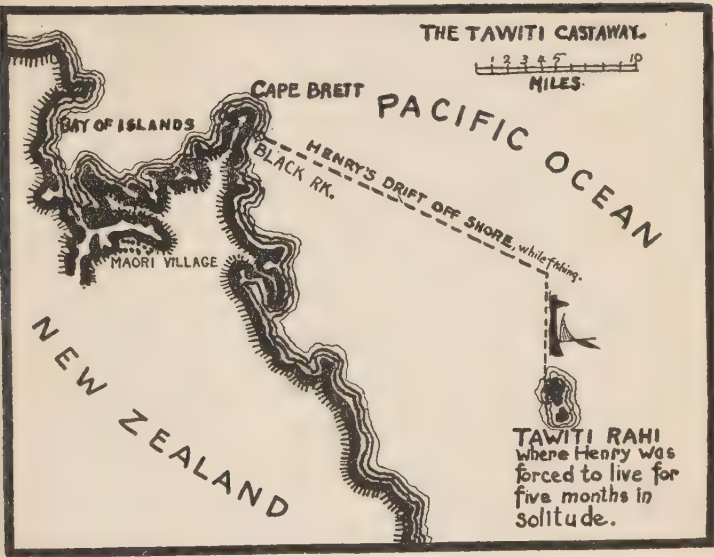 THE TAWITI CASTAWAY.
1 2 3 4 5 10
MILES.
CAPE BRETT
PACIFIC OCEAN
BAY OF ISLANDS
BLACK RK.
HENRY'S DRIFT OFF SHORE, while fishing.
MAORI VILLAGE
NEW ZEALAND
TAWITI RAHI
where Henry was
forced to live for
five months in
solitude.